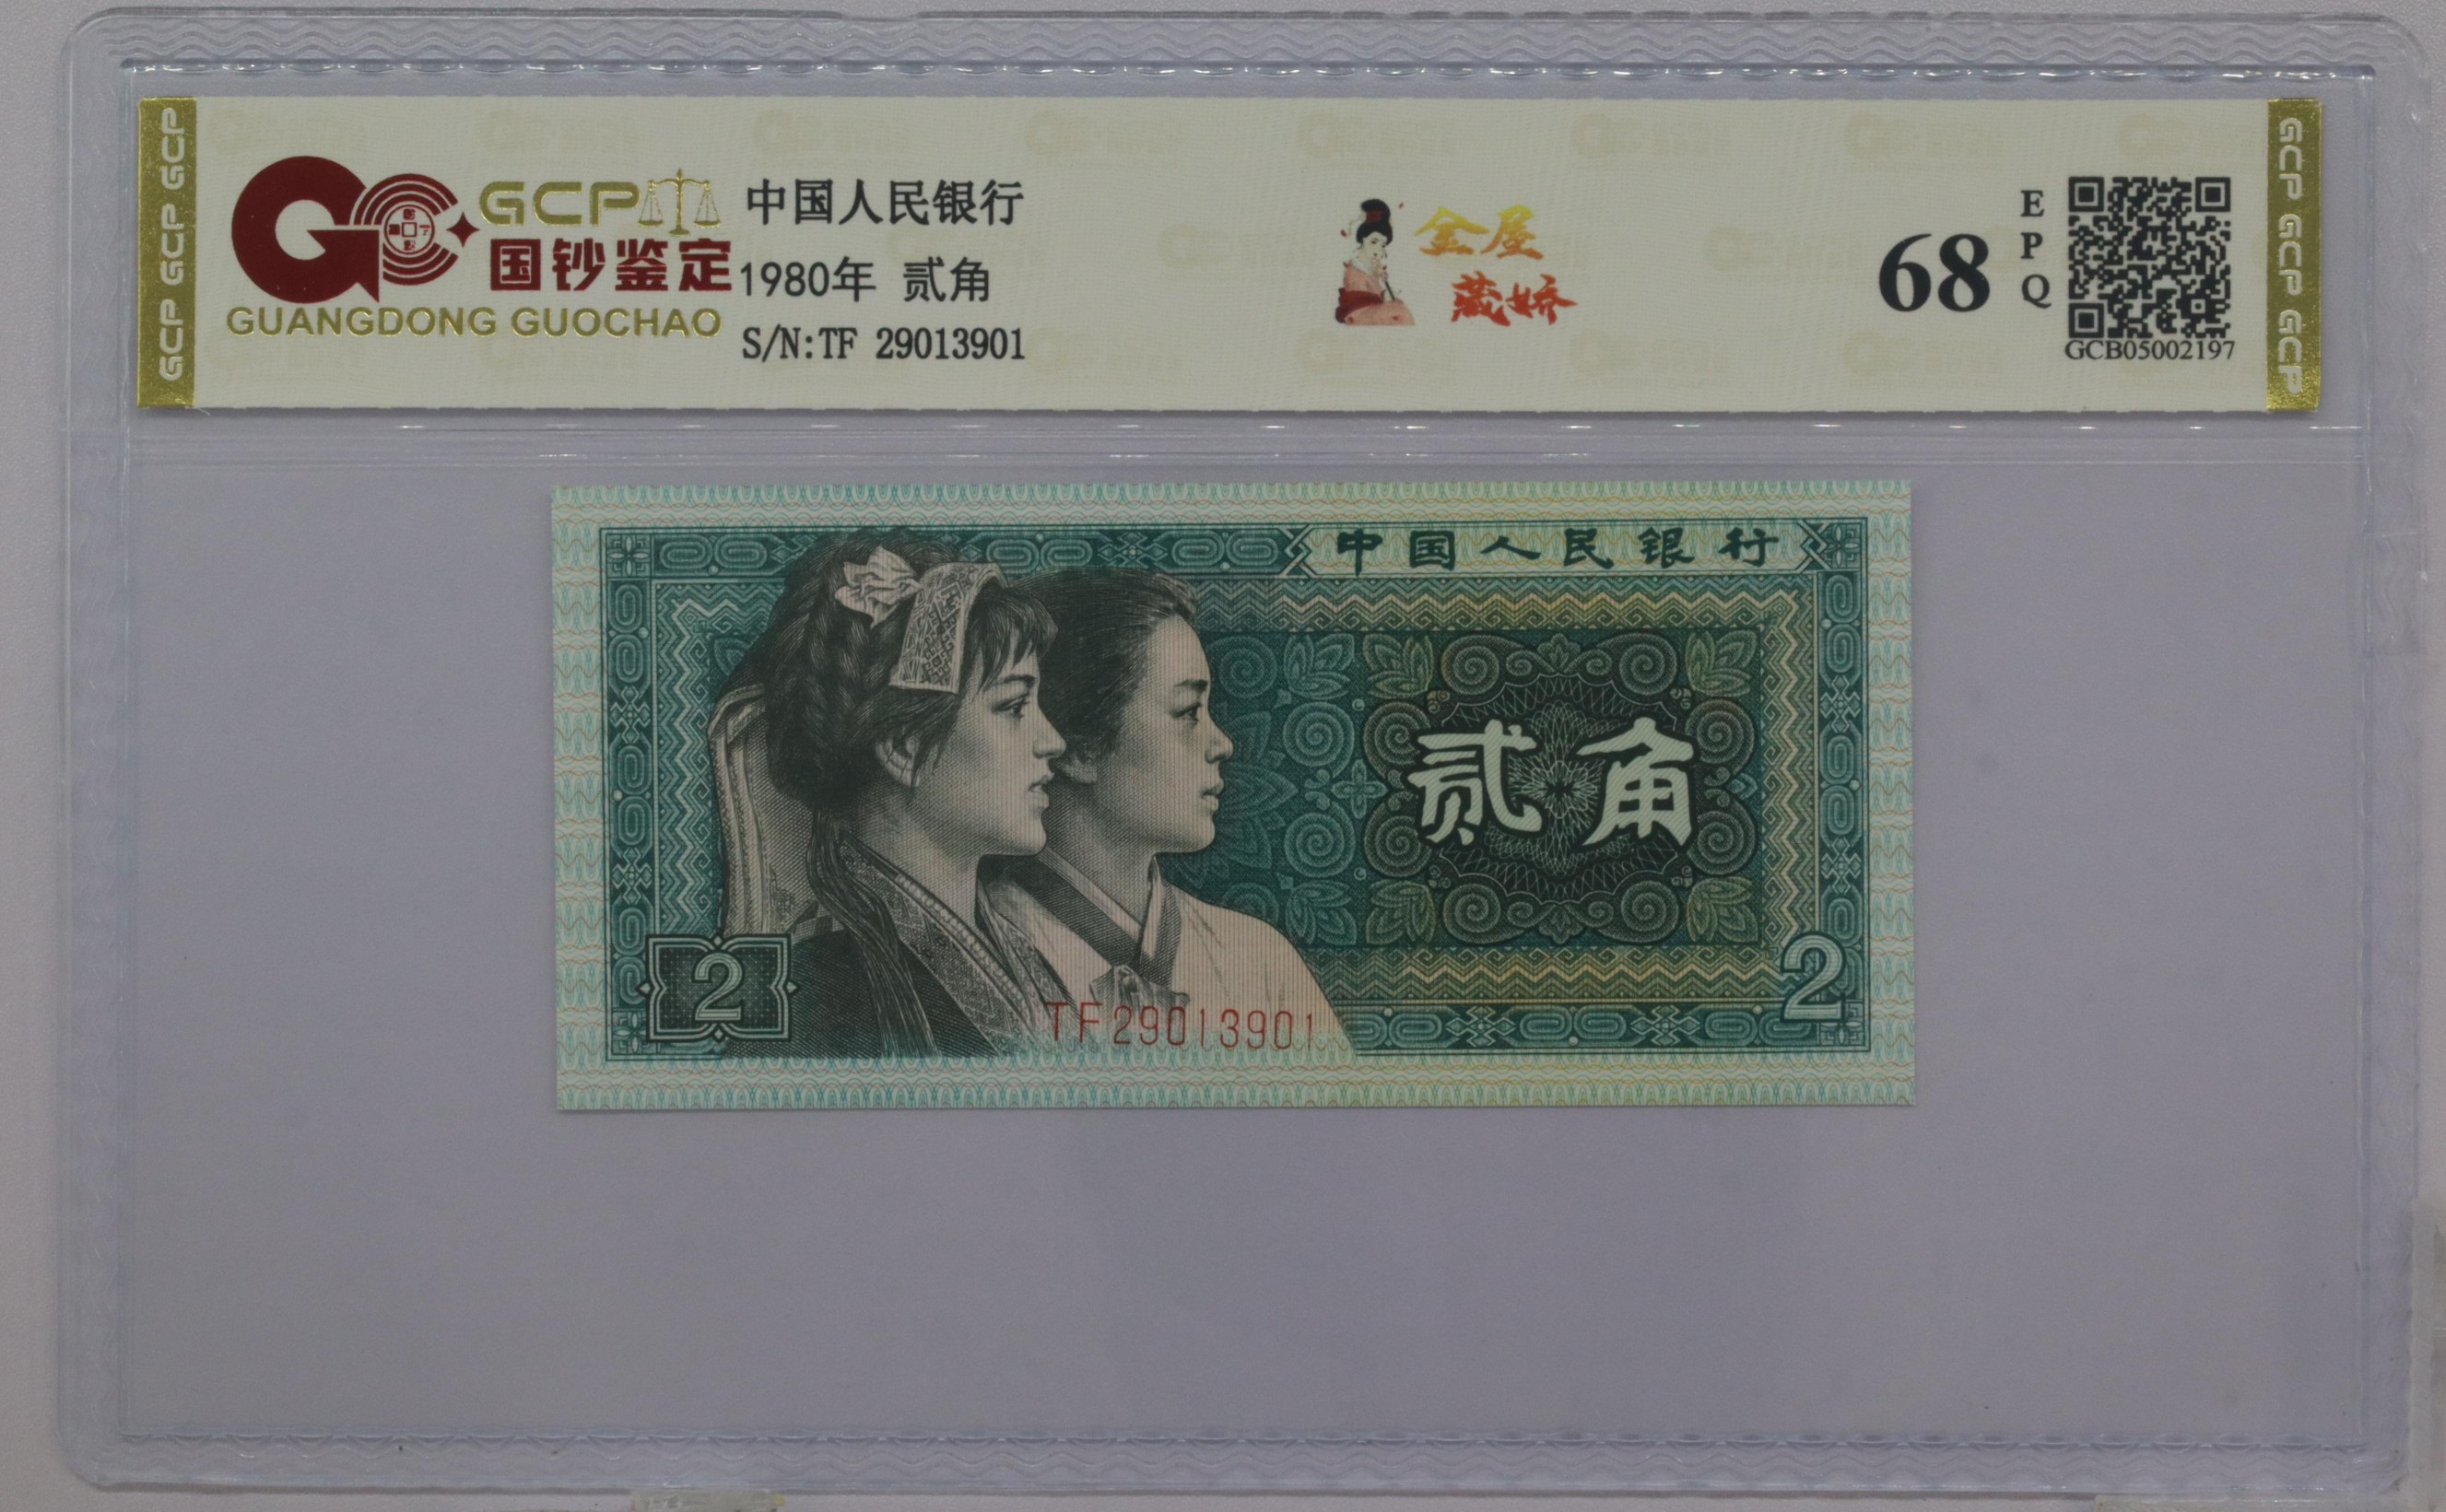 GCP GCP GCP
GCP
国钞鉴定
GUANGDONG GUOCHAO
中国人民银行
1980年 贰角
S/N:TF 29013901
金屋
藏娇
68
EPQ
GCB05002197
GCP GCP GCP
中国人民银行
贰角
2
2
TF29013901